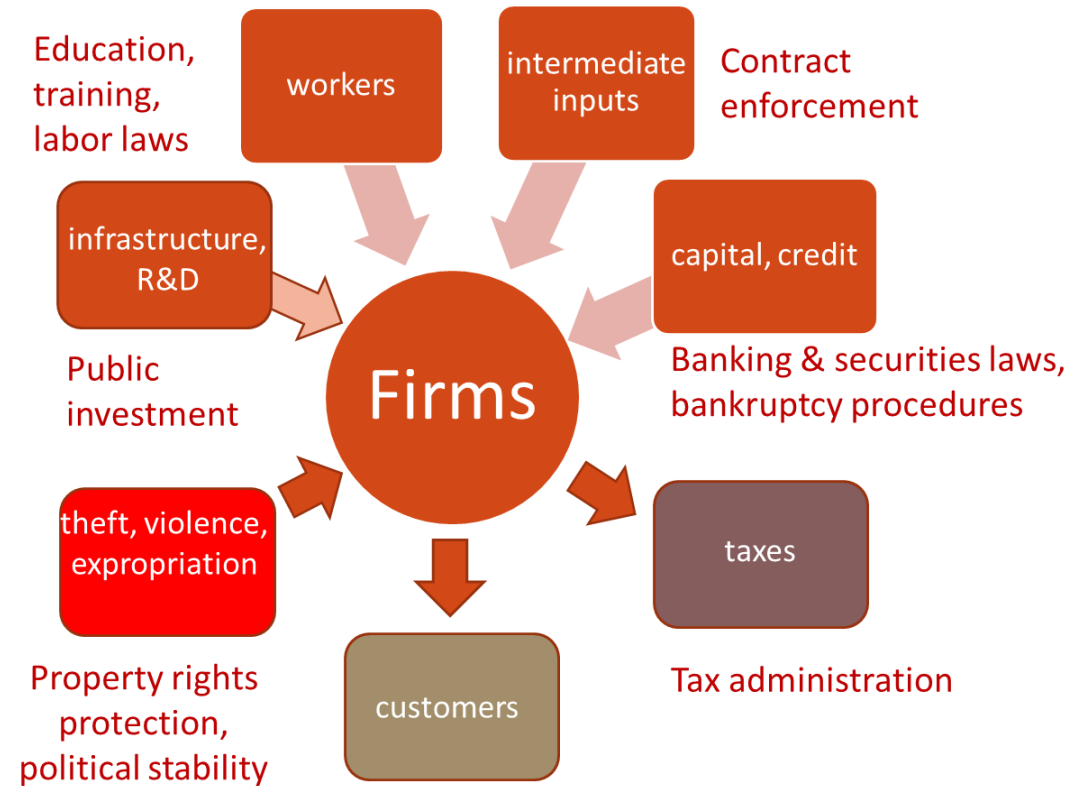 Education,
training,
labor laws
workers
intermediate
inputs
Contract
enforcement
infrastructure,
R&D
capital, credit
Public
investment
Firms
Banking & securities laws,
bankruptcy procedures
theft, violence,
expropriation
taxes
Property rights
protection,
political stability
customers
Tax administration